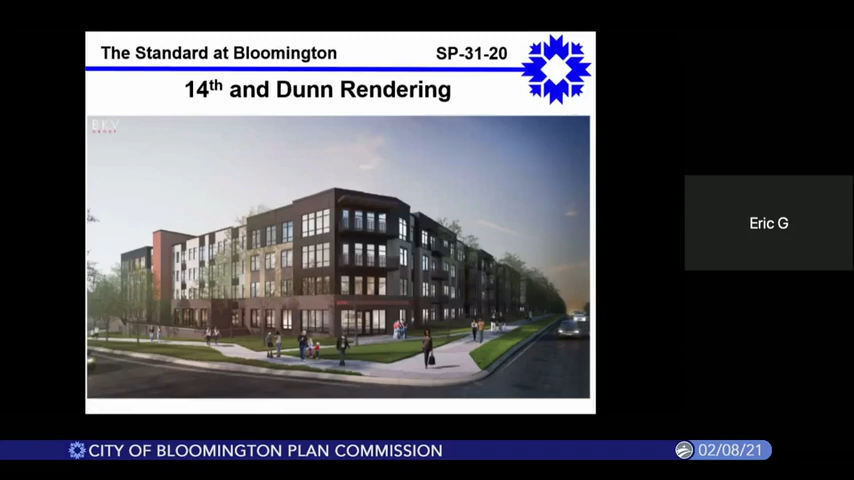 The Standard at Bloomington
SP-31-20
14th and Dunn Rendering
Eric G
CITY OF BLOOMINGTON PLAN COMMISSION
02/08/21